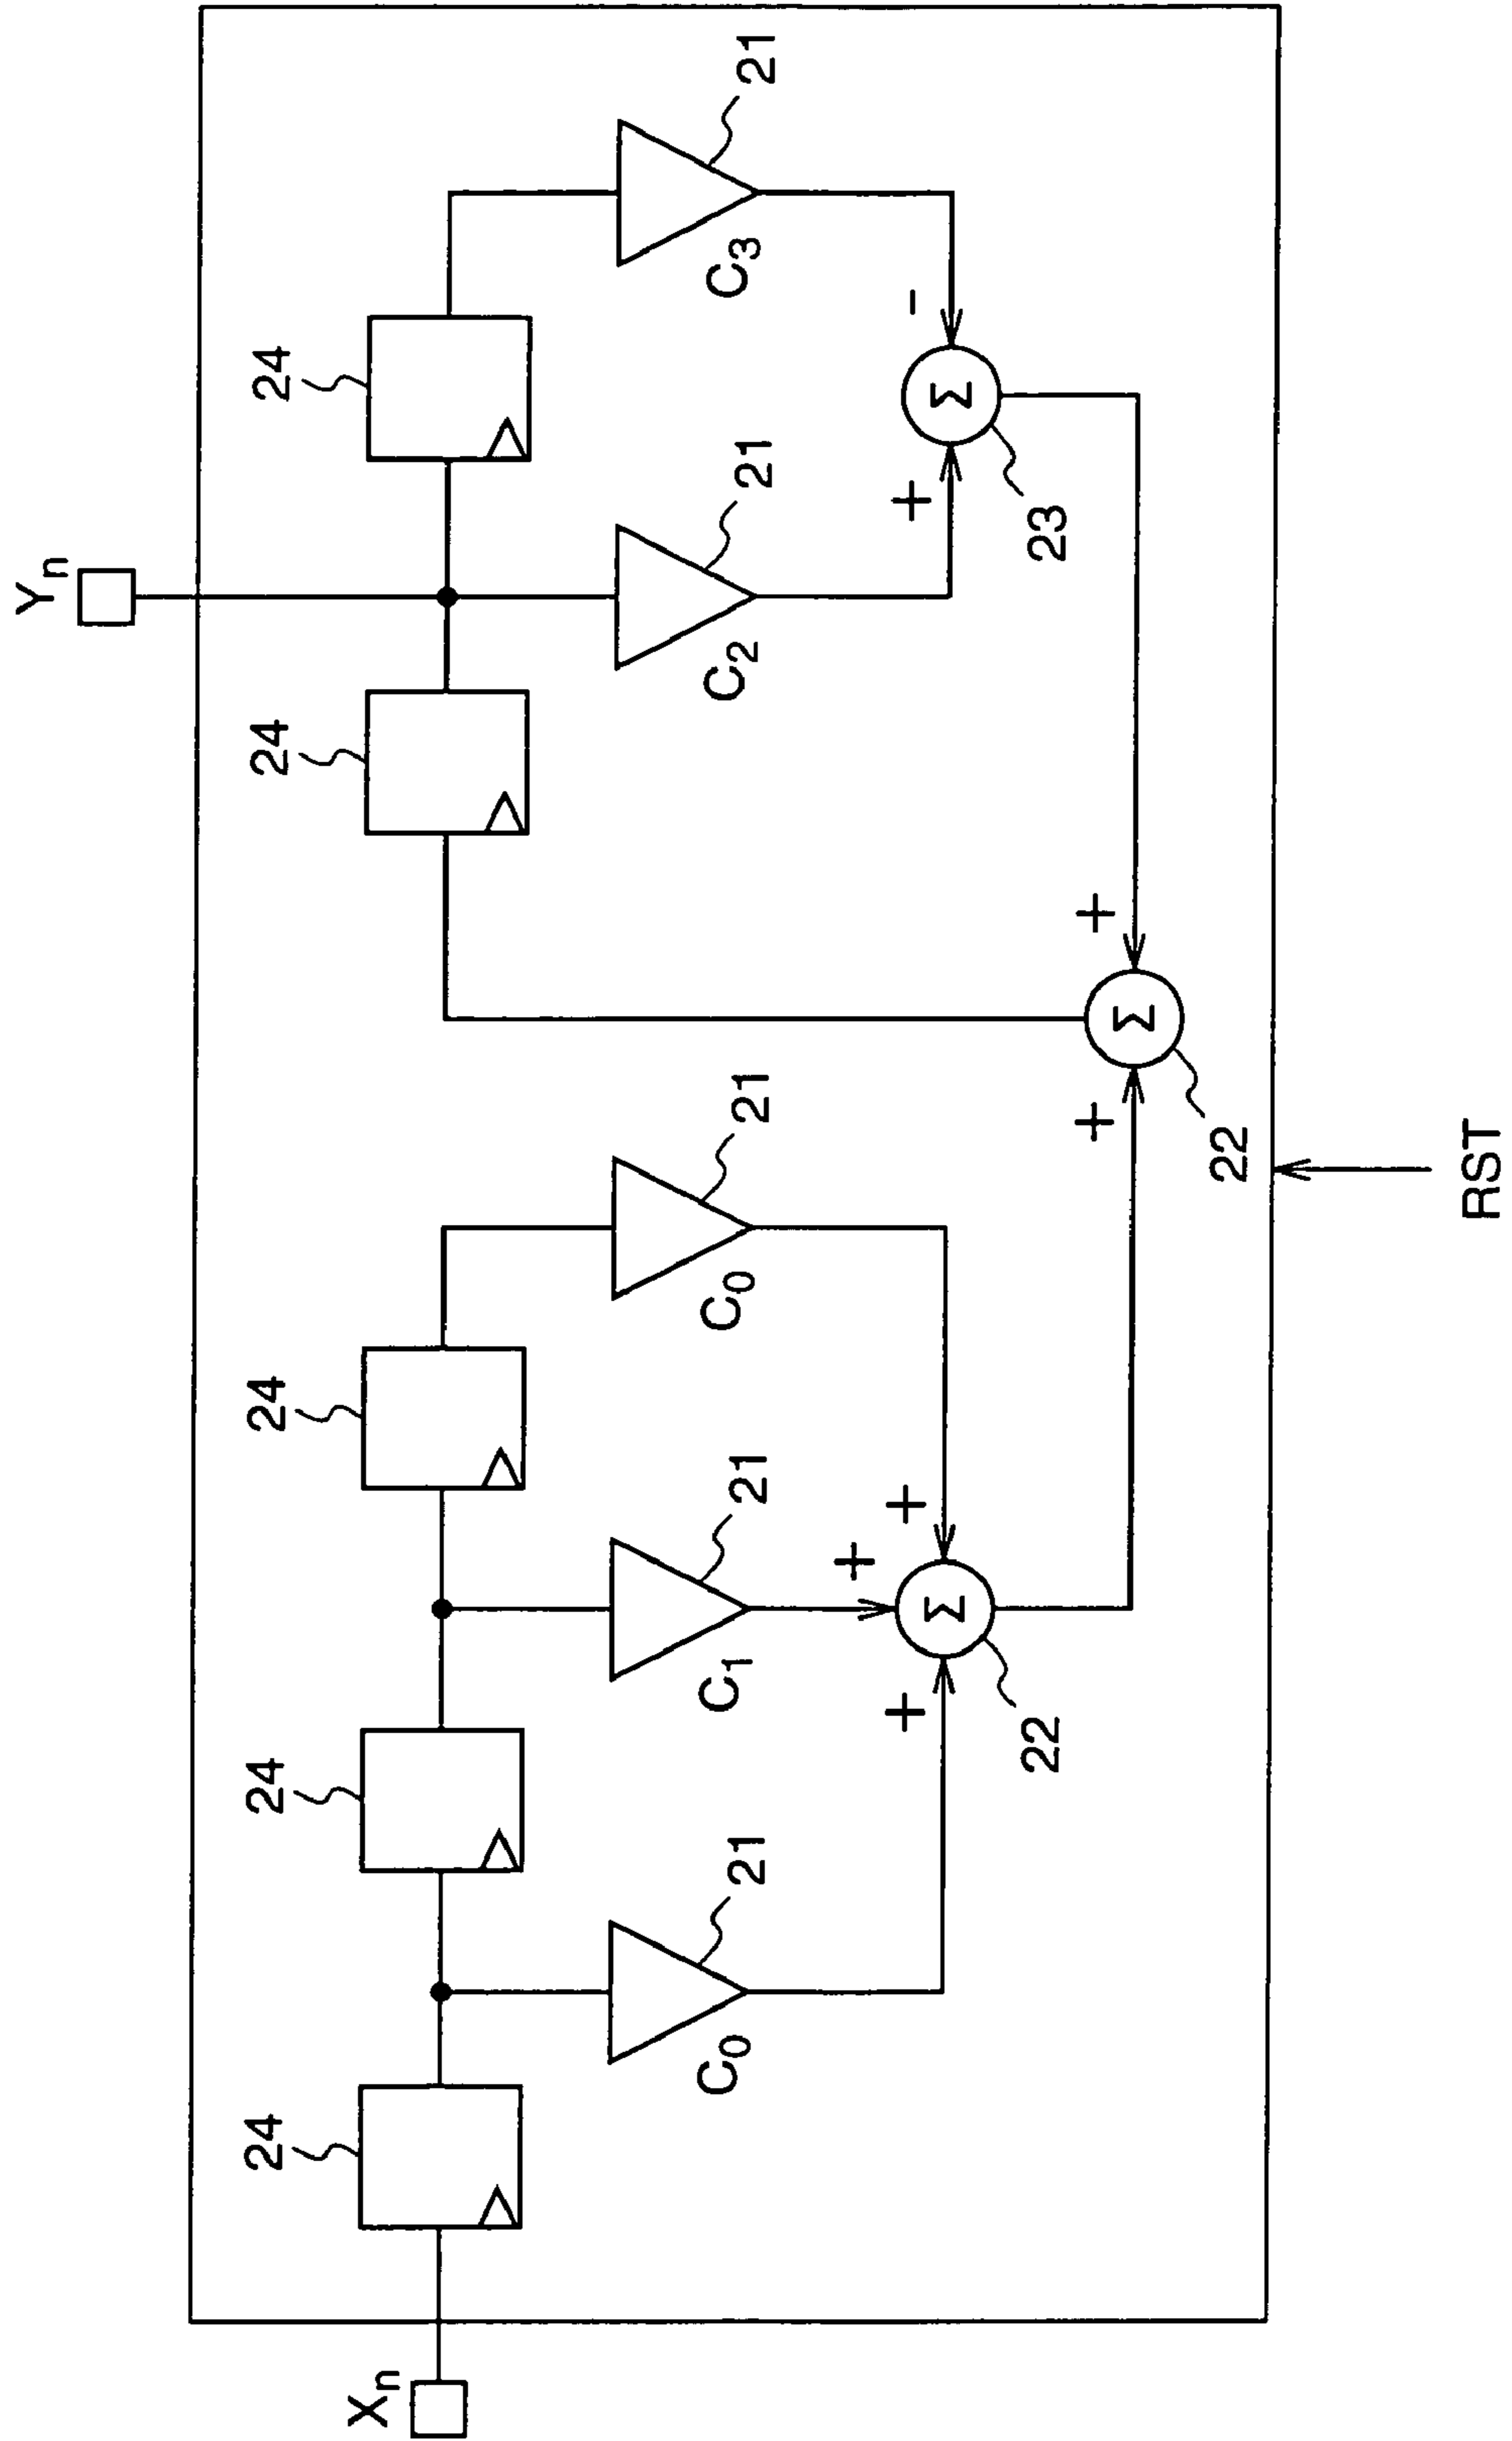 Yₙ
24 24 24 24 24
Xₙ
21 21 21 21 21
C₀ C₁ C₀ C₂ C₃
+
+ + + -
Σ Σ
22 23
+ +
Σ
22
RST